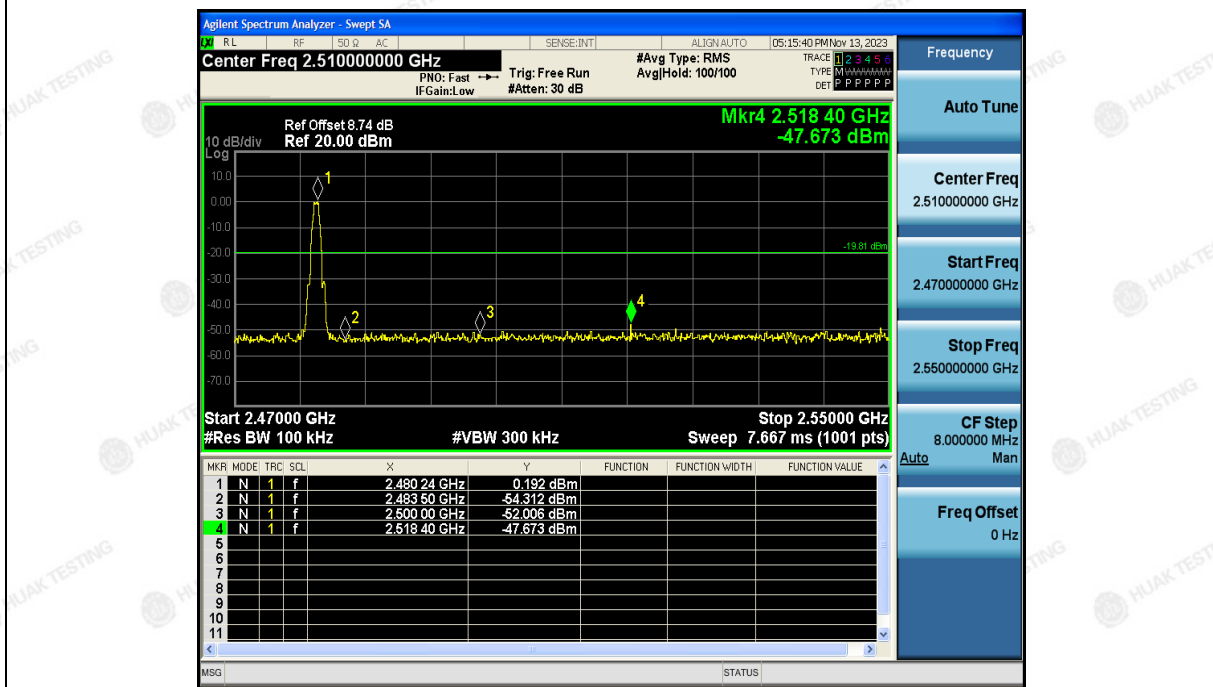 Agilent Spectrum Analyzer - Swept SA
LXI RL RF 50 Ω AC SENSE:INT ALIGN AUTO 05:15:40 PM Nov 13, 2023
Center Freq 2.510000000 GHz
PNO: Fast
IFGain:Low
Trig: Free Run
#Atten: 30 dB
#Avg Type: RMS
Avg|Hold: 100/100
TRACE 1 2 3 4 5 6
TYPE M WWWWW
DET P P P P P P
Ref Offset 8.74 dB
10 dB/div Ref 20.00 dBm
Log
Mkr4 2.518 40 GHz
-47.673 dBm
10.0
0.00
-10.0
-20.0
-30.0
-40.0
-50.0
-60.0
-70.0
-19.81 dBm
1
2
3
4
Start 2.47000 GHz Stop 2.55000 GHz
#Res BW 100 kHz #VBW 300 kHz Sweep 7.667 ms (1001 pts)
MKR MODE TRC SCL X Y FUNCTION FUNCTION WIDTH FUNCTION VALUE
1 N 1 f 2.480 24 GHz 0.192 dBm
2 N 1 f 2.483 50 GHz -54.312 dBm
3 N 1 f 2.500 00 GHz -52.006 dBm
4 N 1 f 2.518 40 GHz -47.673 dBm
5
6
7
8
9
10
11
MSG STATUS
Frequency
Auto Tune
Center Freq
2.510000000 GHz
Start Freq
2.470000000 GHz
Stop Freq
2.550000000 GHz
CF Step
8.000000 MHz
Auto Man
Freq Offset
0 Hz
HUAK TESTING